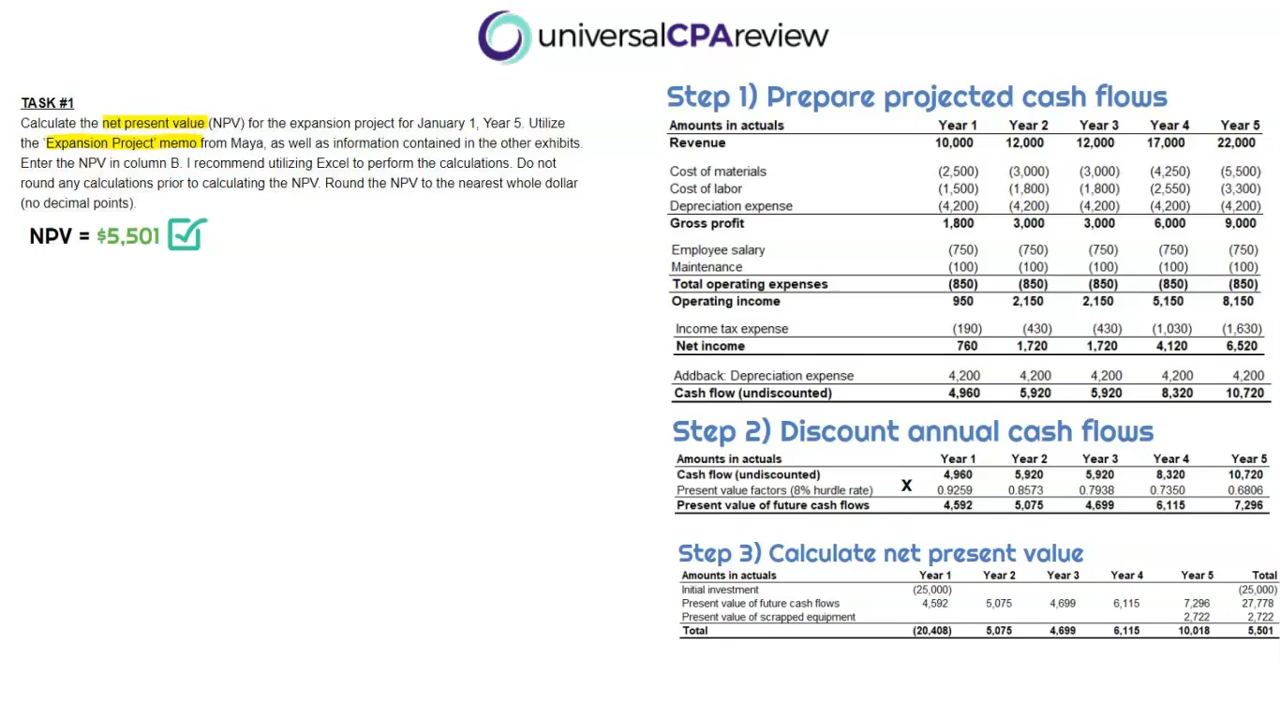 universalCPAreview
TASK #1
Calculate the net present value (NPV) for the expansion project for January 1, Year 5. Utilize
the 'Expansion Project' memo from Maya, as well as information contained in the other exhibits.
Enter the NPV in column B. I recommend utilizing Excel to perform the calculations. Do not
round any calculations prior to calculating the NPV. Round the NPV to the nearest whole dollar
(no decimal points).
NPV = $5,501
Step 1) Prepare projected cash flows
Amounts in actuals Year 1 Year 2 Year 3 Year 4 Year 5
Revenue 10,000 12,000 12,000 17,000 22,000
Cost of materials (2,500) (3,000) (3,000) (4,250) (5,500)
Cost of labor (1,500) (1,800) (1,800) (2,550) (3,300)
Depreciation expense (4,200) (4,200) (4,200) (4,200) (4,200)
Gross profit 1,800 3,000 3,000 6,000 9,000
Employee salary (750) (750) (750) (750) (750)
Maintenance (100) (100) (100) (100) (100)
Total operating expenses (850) (850) (850) (850) (850)
Operating income 950 2,150 2,150 5,150 8,150
Income tax expense (190) (430) (430) (1,030) (1,630)
Net income 760 1,720 1,720 4,120 6,520
Addback: Depreciation expense 4,200 4,200 4,200 4,200 4,200
Cash flow (undiscounted) 4,960 5,920 5,920 8,320 10,720
Step 2) Discount annual cash flows
Amounts in actuals Year 1 Year 2 Year 3 Year 4 Year 5
Cash flow (undiscounted) 4,960 5,920 5,920 8,320 10,720
Present value factors (8% hurdle rate) X 0.9259 0.8573 0.7938 0.7350 0.6806
Present value of future cash flows 4,592 5,075 4,699 6,115 7,296
Step 3) Calculate net present value
Amounts in actuals Year 1 Year 2 Year 3 Year 4 Year 5 Total
Initial investment (25,000) (25,000)
Present value of future cash flows 4,592 5,075 4,699 6,115 7,296 27,778
Present value of scrapped equipment 2,722 2,722
Total (20,408) 5,075 4,699 6,115 10,018 5,501